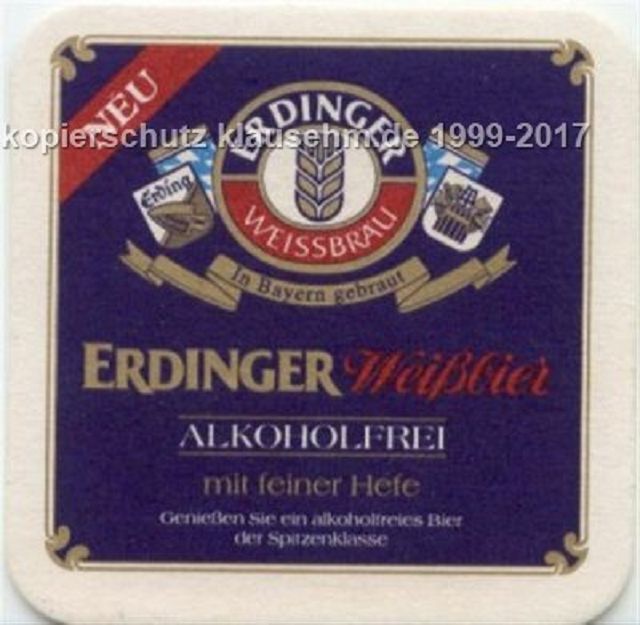 NEU
kopierschutz klausehm.de 1999-2017
ERDINGER
Erding
WEISSBRÄU
In Bayern gebraut
ERDINGER Weißbier
ALKOHOLFREI
mit feiner Hefe
Genießen Sie ein alkoholfreies Bier
der Spitzenklasse